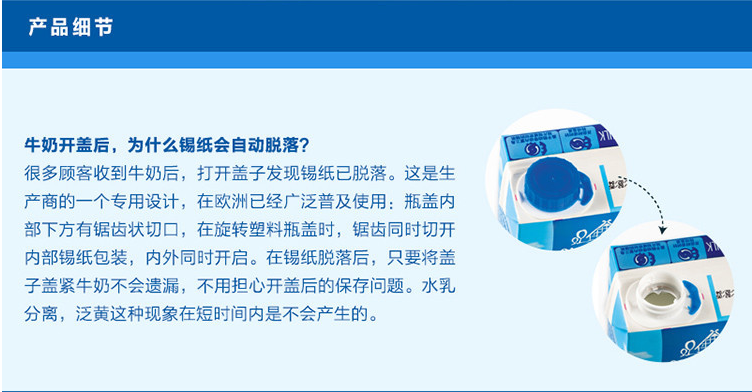 产品细节
牛奶开盖后，为什么锡纸会自动脱落？
很多顾客收到牛奶后，打开盖子发现锡纸已脱落。这是生
产商的一个专用设计，在欧洲已经广泛普及使用；瓶盖内
部下方有锯齿状切口，在旋转塑料瓶盖时，锯齿同时切开
内部锡纸包装，内外同时开启。在锡纸脱落后，只要将盖
子盖紧牛奶不会遗漏，不用担心开盖后的保存问题。水乳
分离，泛黄这种现象在短时间内是不会产生的。